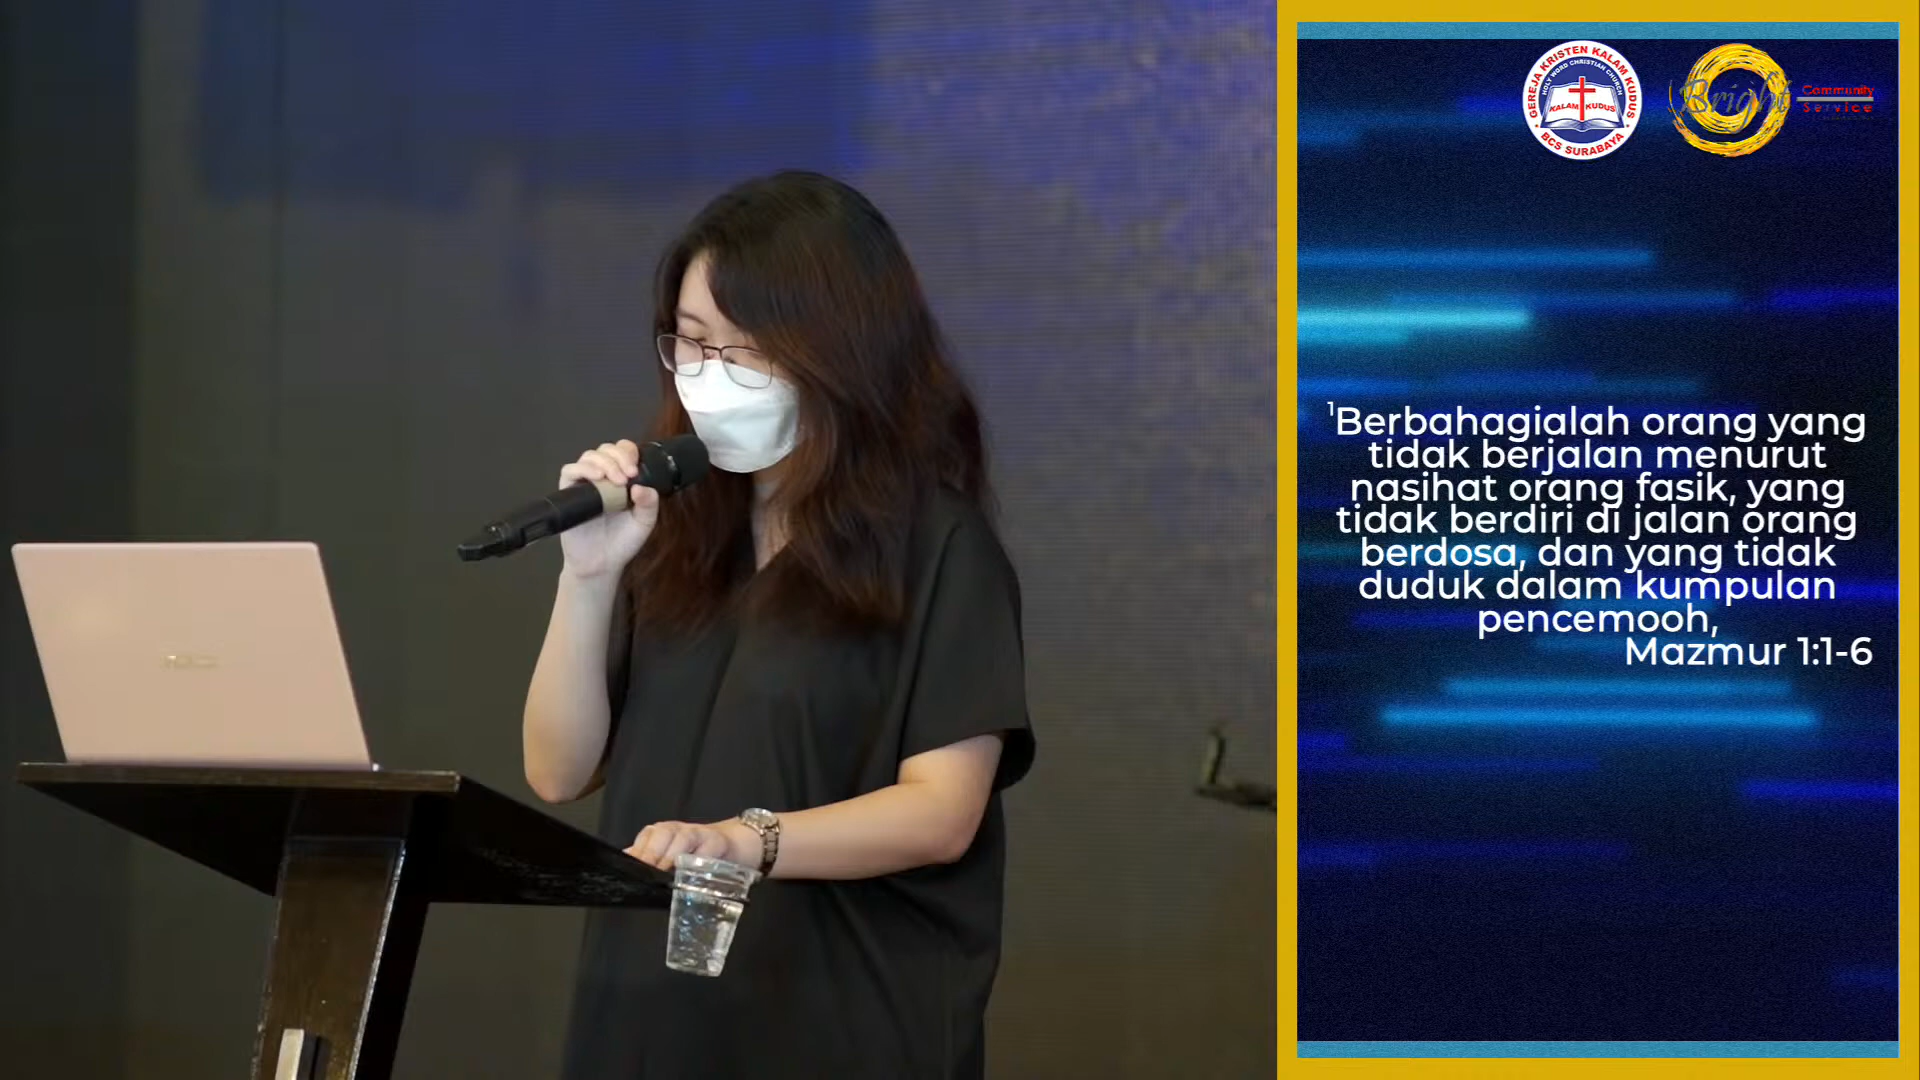 GEREJA KRISTEN KALAM KUDUS
HOLY WORD CHRISTIAN CHURCH
KALAM KUDUS
BCS SURABAYA
Bright
Community
Service
¹Berbahagialah orang yang
tidak berjalan menurut
nasihat orang fasik, yang
tidak berdiri di jalan orang
berdosa, dan yang tidak
duduk dalam kumpulan
pencemooh,
Mazmur 1:1-6